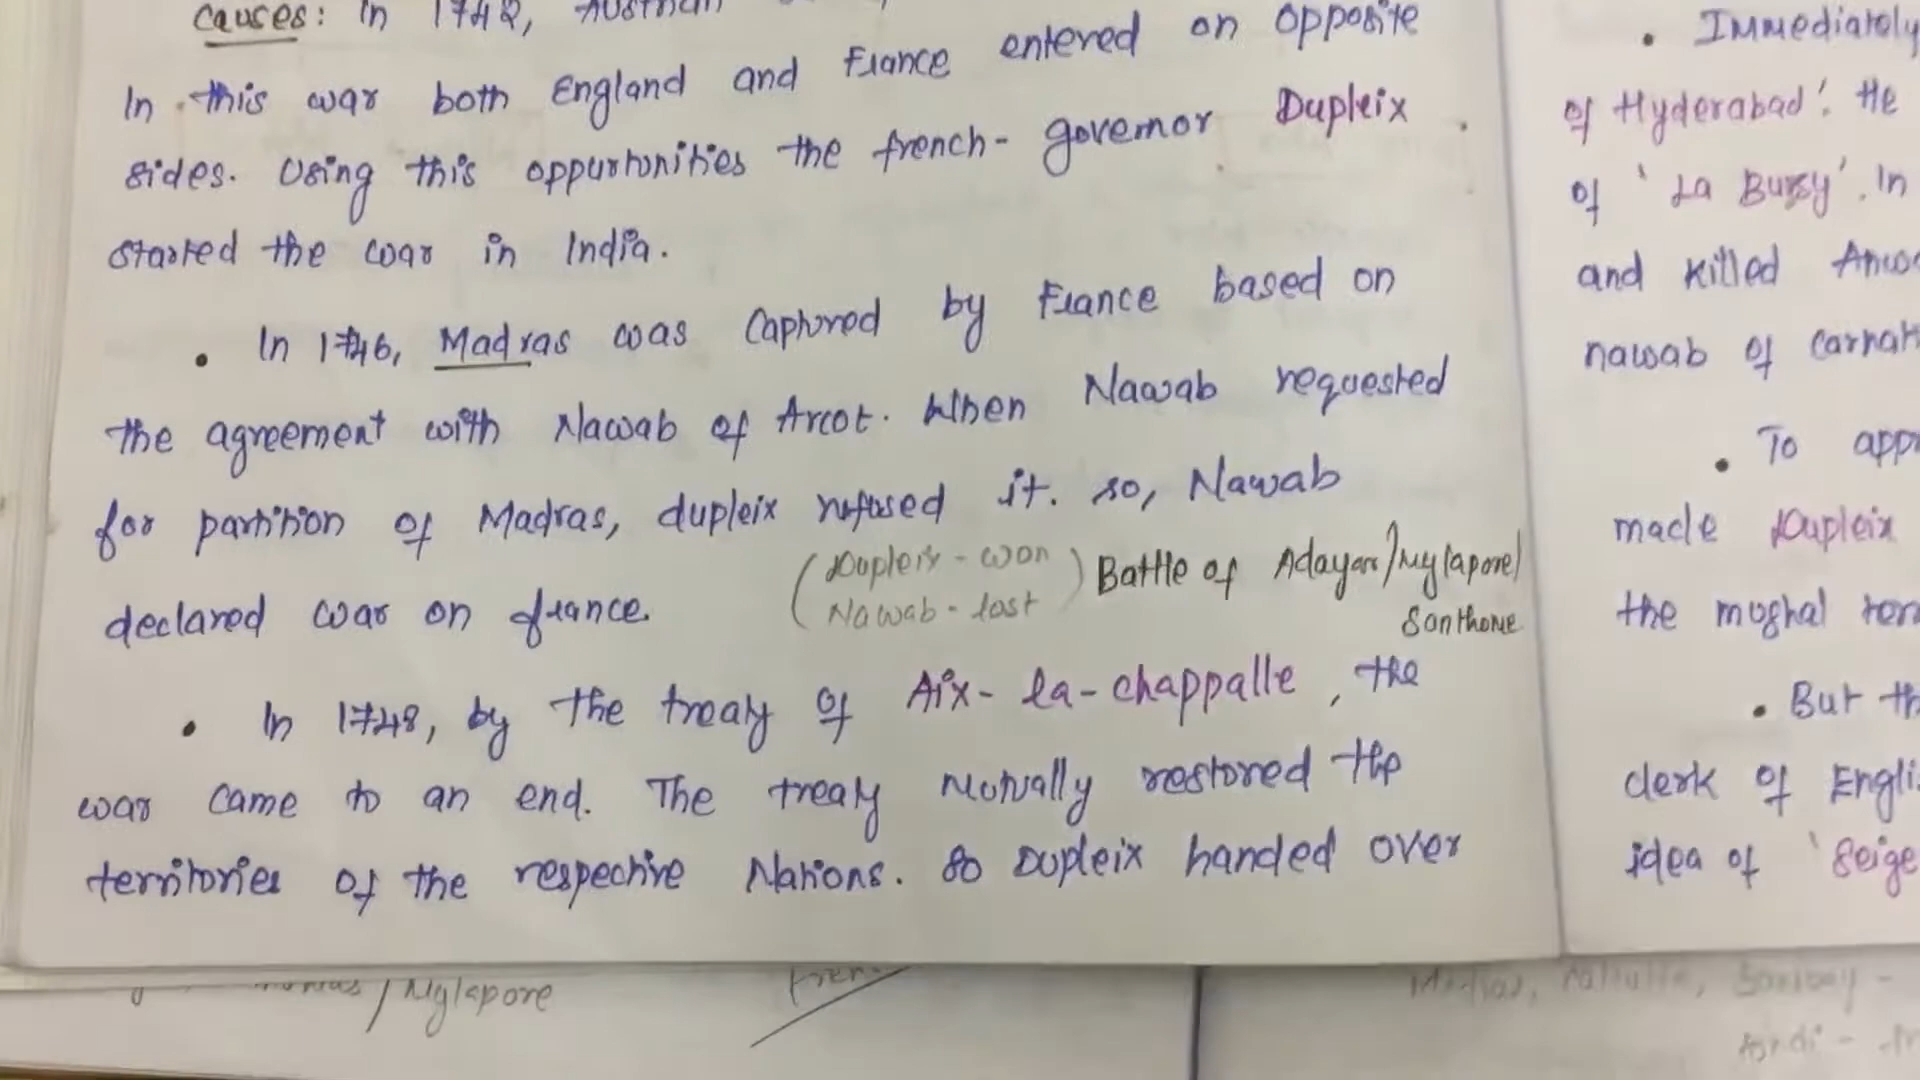 causes: In 1742, Austrian
In this war both England and France entered on opposite
sides. Using this oppurtunities the french- governor Dupleix
started the war in India.
• In 1746, Madras was Captured by France based on
the agreement with Nawab of Arcot. When Nawab requested
for partition of Madras, dupleix refused it. so, Nawab
declared war on france. (Dupleix - won
Nawab - lost) Battle of Adayar/Mylapore/
Santhome
• In 1748, by the treaty of Aix- la- chappalle, the
war came to an end. The treaty mutually restored the
territories of the respective Nations. So Dupleix handed over
/ Mylapore
• Immediately
of Hyderabad'. He
of 'La Bussy'. In
and killed
nawab of
• To
made Dupleix
the moghal
• But
clerk of
idea of 'Seige
Madras, Calcutta, Bombay -